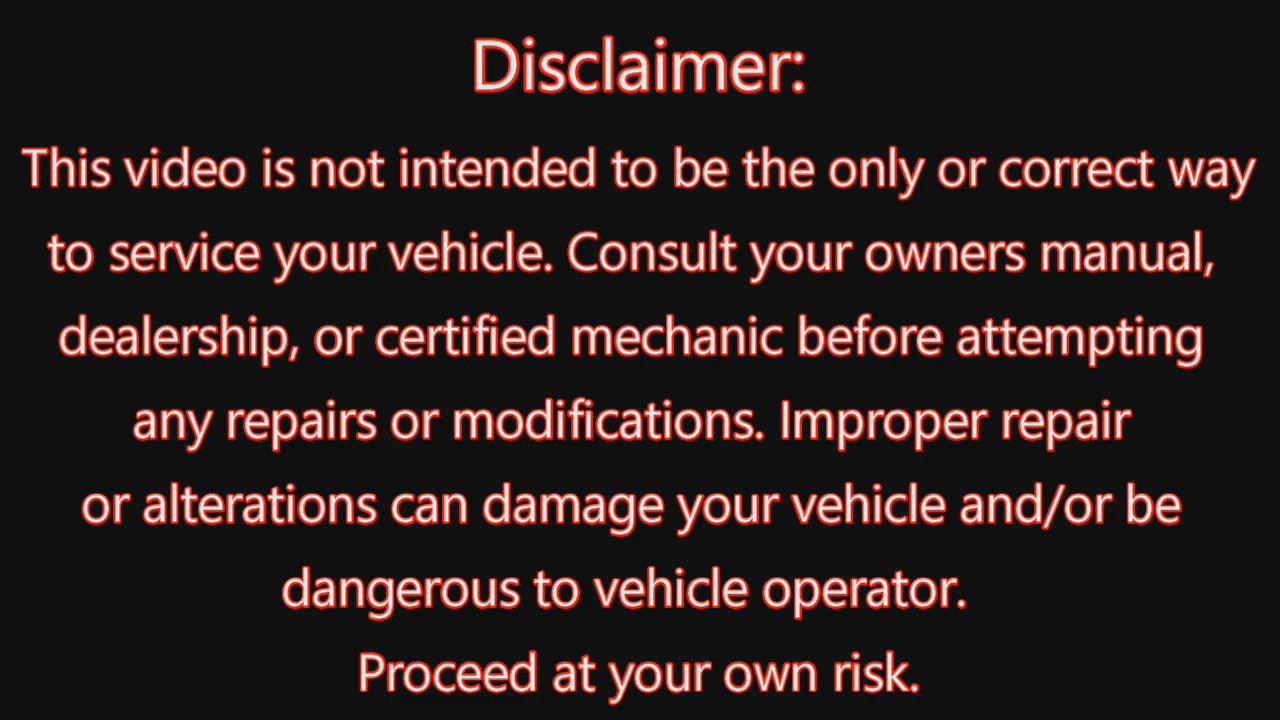 Disclaimer:
This video is not intended to be the only or correct way
to service your vehicle. Consult your owners manual,
dealership, or certified mechanic before attempting
any repairs or modifications. Improper repair
or alterations can damage your vehicle and/or be
dangerous to vehicle operator.
Proceed at your own risk.